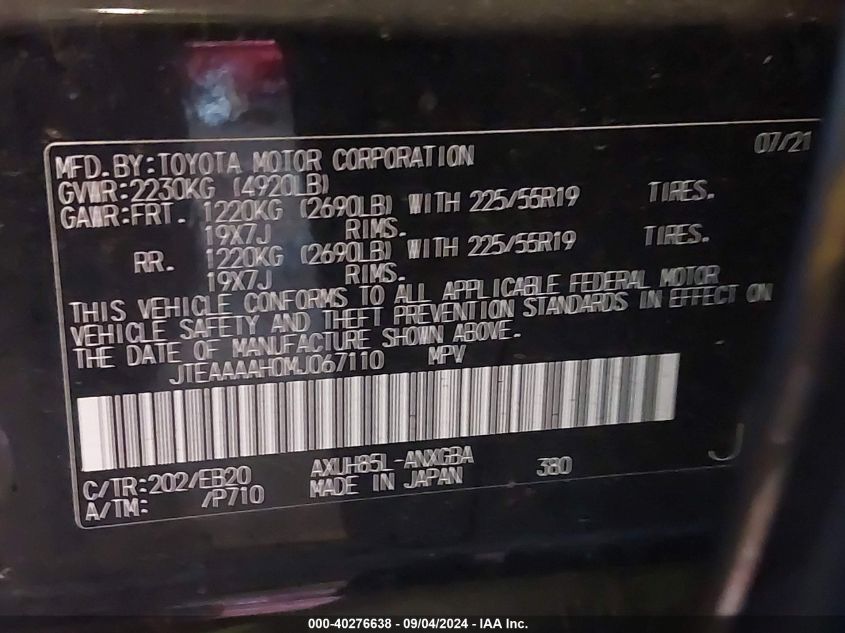 07/21
MFD.BY:TOYOTA MOTOR CORPORATION
GVWR:2230KG (4920LB)
GAWR:FRT. 1220KG (2690LB) WITH 225/55R19 TIRES.
19X7J RIMS.
RR. 1220KG (2690LB) WITH 225/55R19 TIRES.
19X7J RIMS.
THIS VEHICLE CONFORMS TO ALL APPLICABLE FEDERAL MOTOR
VEHICLE SAFETY AND THEFT PREVENTION STANDARDS IN EFFECT ON
THE DATE OF MANUFACTURE SHOWN ABOVE.
JTEAAAAH0MJ067110 MPV
C/TR:202/EB20 AXUH85L-ANXGBA 380 J
A/TM: /P710 MADE IN JAPAN
000-40276638 - 09/04/2024 - IAA Inc.